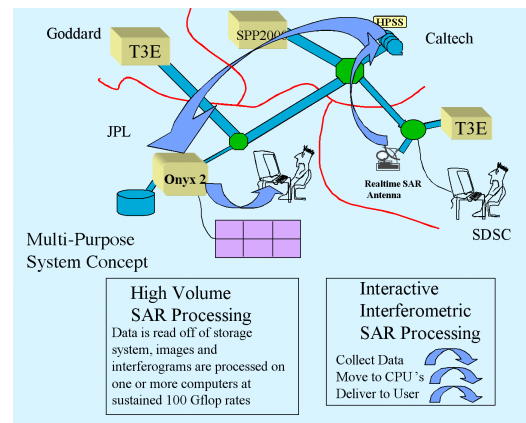 Goddard
T3E
SPP2000
HPSS
Caltech
JPL
T3E
Onyx 2
Realtime SAR
Antenna
SDSC
Multi-Purpose
System Concept
High Volume
SAR Processing
Data is read off of storage
system, images and
interferograms are processed on
one or more computers at
sustained 100 Gflop rates
Interactive
Interferometric
SAR Processing
Collect Data
Move to CPU's
Deliver to User